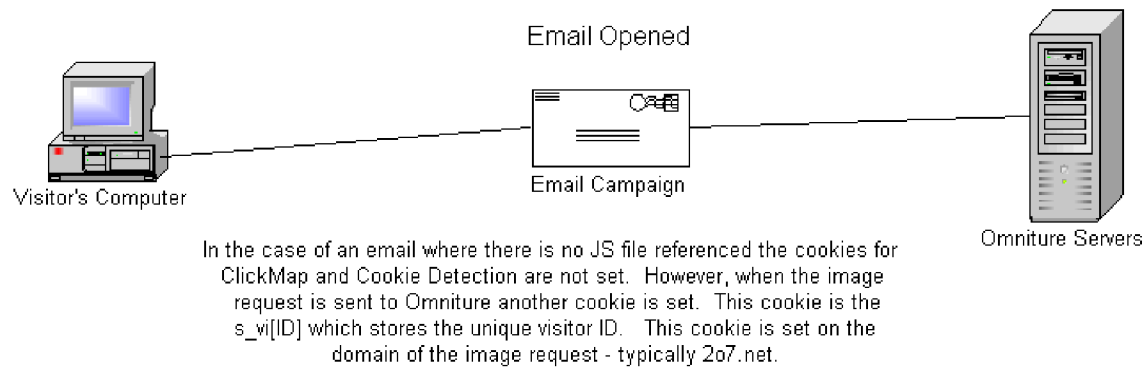 Email Opened
Email Campaign
Visitor's Computer
Omniture Servers
In the case of an email where there is no JS file referenced the cookies for
ClickMap and Cookie Detection are not set. However, when the image
request is sent to Omniture another cookie is set. This cookie is the
s_vi[ID] which stores the unique visitor ID. This cookie is set on the
domain of the image request - typically 2o7.net.